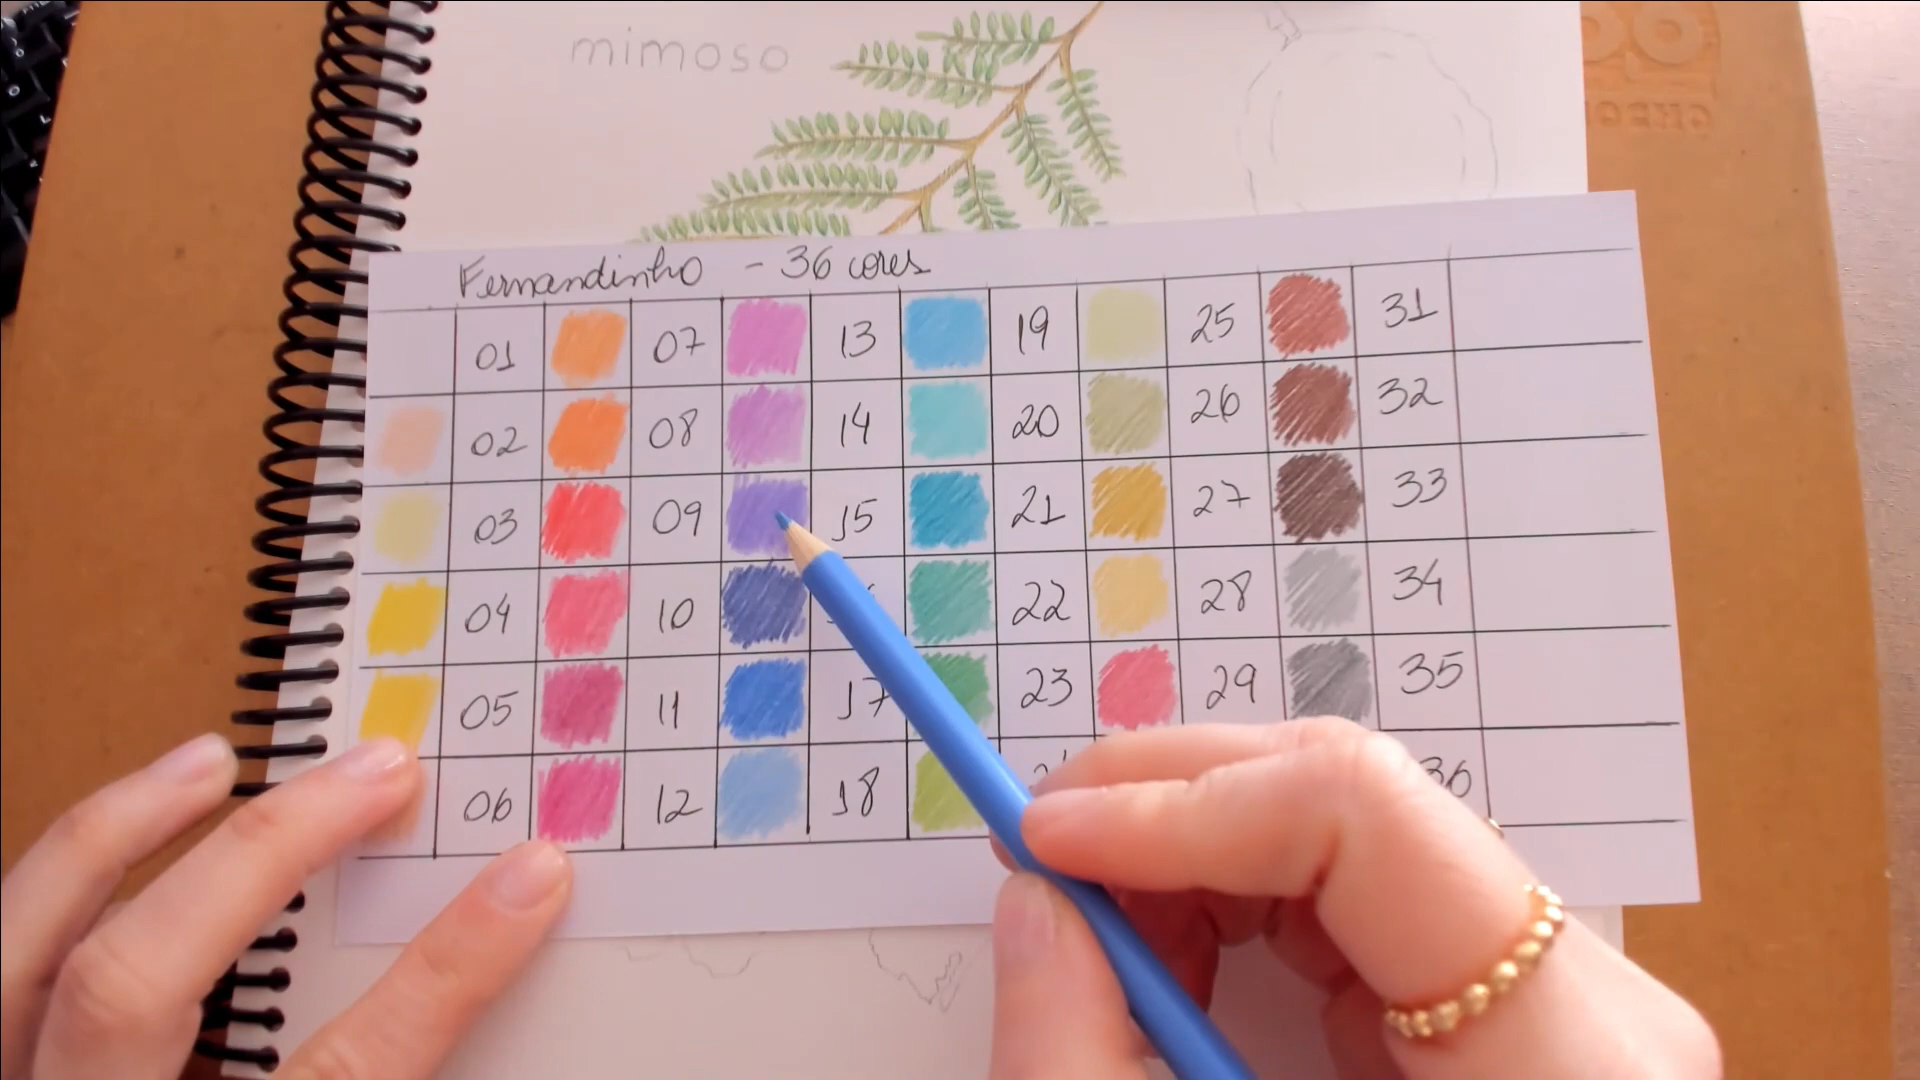 mimoso
Fernandinho - 36 cores
01 07 13 19 25 31
02 08 14 20 26 32
03 09 15 21 27 33
04 10 22 28 34
05 11 17 23 29 35
06 12 18 36